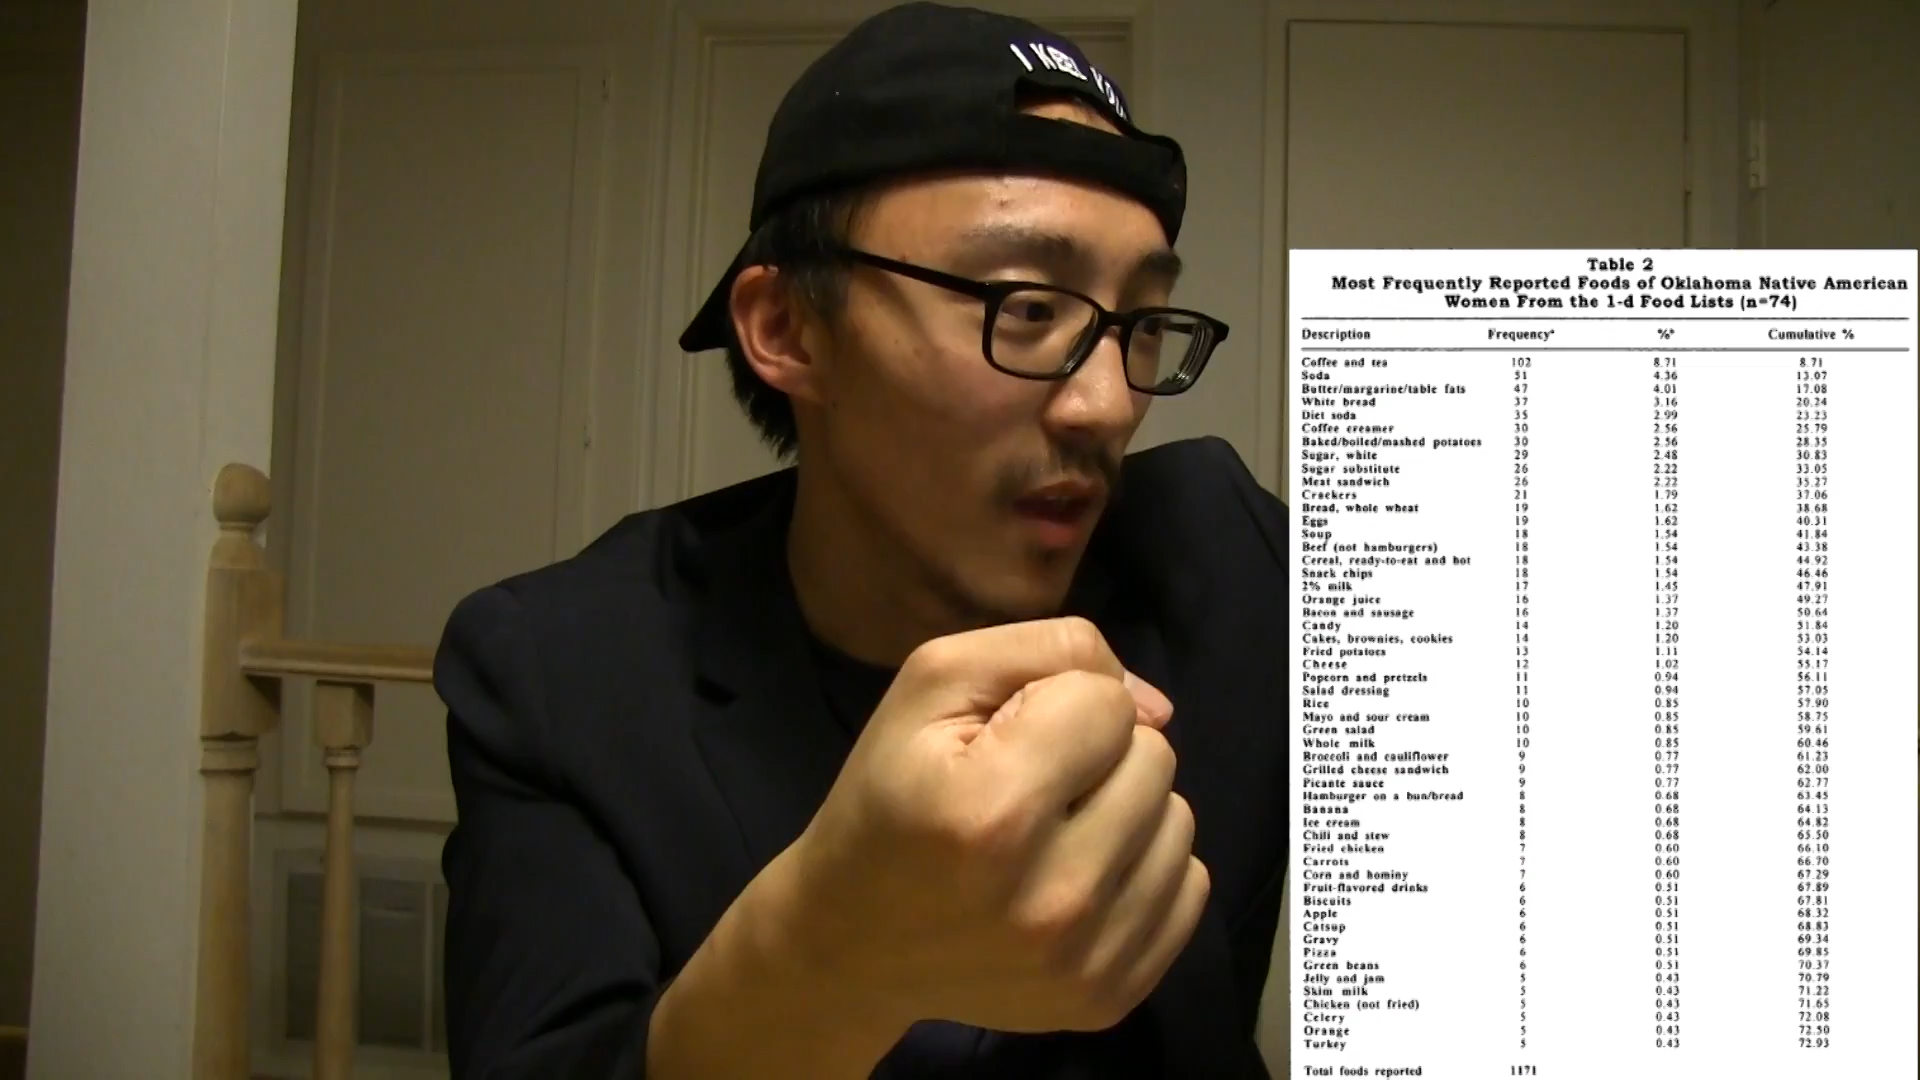 Table 2
Most Frequently Reported Foods of Oklahoma Native American
Women From the 1-d Food Lists (n=74)
Description Frequency* %* Cumulative %
Coffee and tea 102 8.71 8.71
Soda 51 4.36 13.07
Butter/margarine/table fats 47 4.01 17.08
White bread 37 3.16 20.24
Diet soda 35 2.99 23.23
Coffee creamer 30 2.56 25.79
Baked/boiled/mashed potatoes 30 2.56 28.35
Sugar, white 29 2.48 30.83
Sugar substitute 26 2.22 33.05
Meat sandwich 26 2.22 35.27
Crackers 21 1.79 37.06
Bread, whole wheat 19 1.62 38.68
Eggs 19 1.62 40.31
Soup 18 1.54 41.84
Beef (not hamburgers) 18 1.54 43.38
Cereal, ready-to-eat and hot 18 1.54 44.92
Snack chips 18 1.54 46.46
2% milk 17 1.45 47.91
Orange juice 16 1.37 49.27
Bacon and sausage 16 1.37 50.64
Candy 14 1.20 51.84
Cakes, brownies, cookies 14 1.20 53.03
Fried potatoes 13 1.11 54.14
Cheese 12 1.02 55.17
Popcorn and pretzels 11 0.94 56.11
Salad dressing 11 0.94 57.05
Rice 10 0.85 57.90
Mayo and sour cream 10 0.85 58.75
Green salad 10 0.85 59.61
Whole milk 10 0.85 60.46
Broccoli and cauliflower 9 0.77 61.23
Grilled cheese sandwich 9 0.77 62.00
Picante sauce 9 0.77 62.77
Hamburger on a bun/bread 8 0.68 63.45
Banana 8 0.68 64.13
Ice cream 8 0.68 64.82
Chili and stew 8 0.68 65.50
Fried chicken 7 0.60 66.10
Carrots 7 0.60 66.70
Corn and hominy 7 0.60 67.29
Fruit-flavored drinks 6 0.51 67.89
Biscuits 6 0.51 67.81
Apple 6 0.51 68.32
Catsup 6 0.51 68.83
Gravy 6 0.51 69.34
Pizza 6 0.51 69.85
Green beans 6 0.51 70.37
Jelly and jam 5 0.43 70.79
Skim milk 5 0.43 71.22
Chicken (not fried) 5 0.43 71.65
Celery 5 0.43 72.08
Orange 5 0.43 72.50
Turkey 5 0.43 72.93
Total foods reported 1171